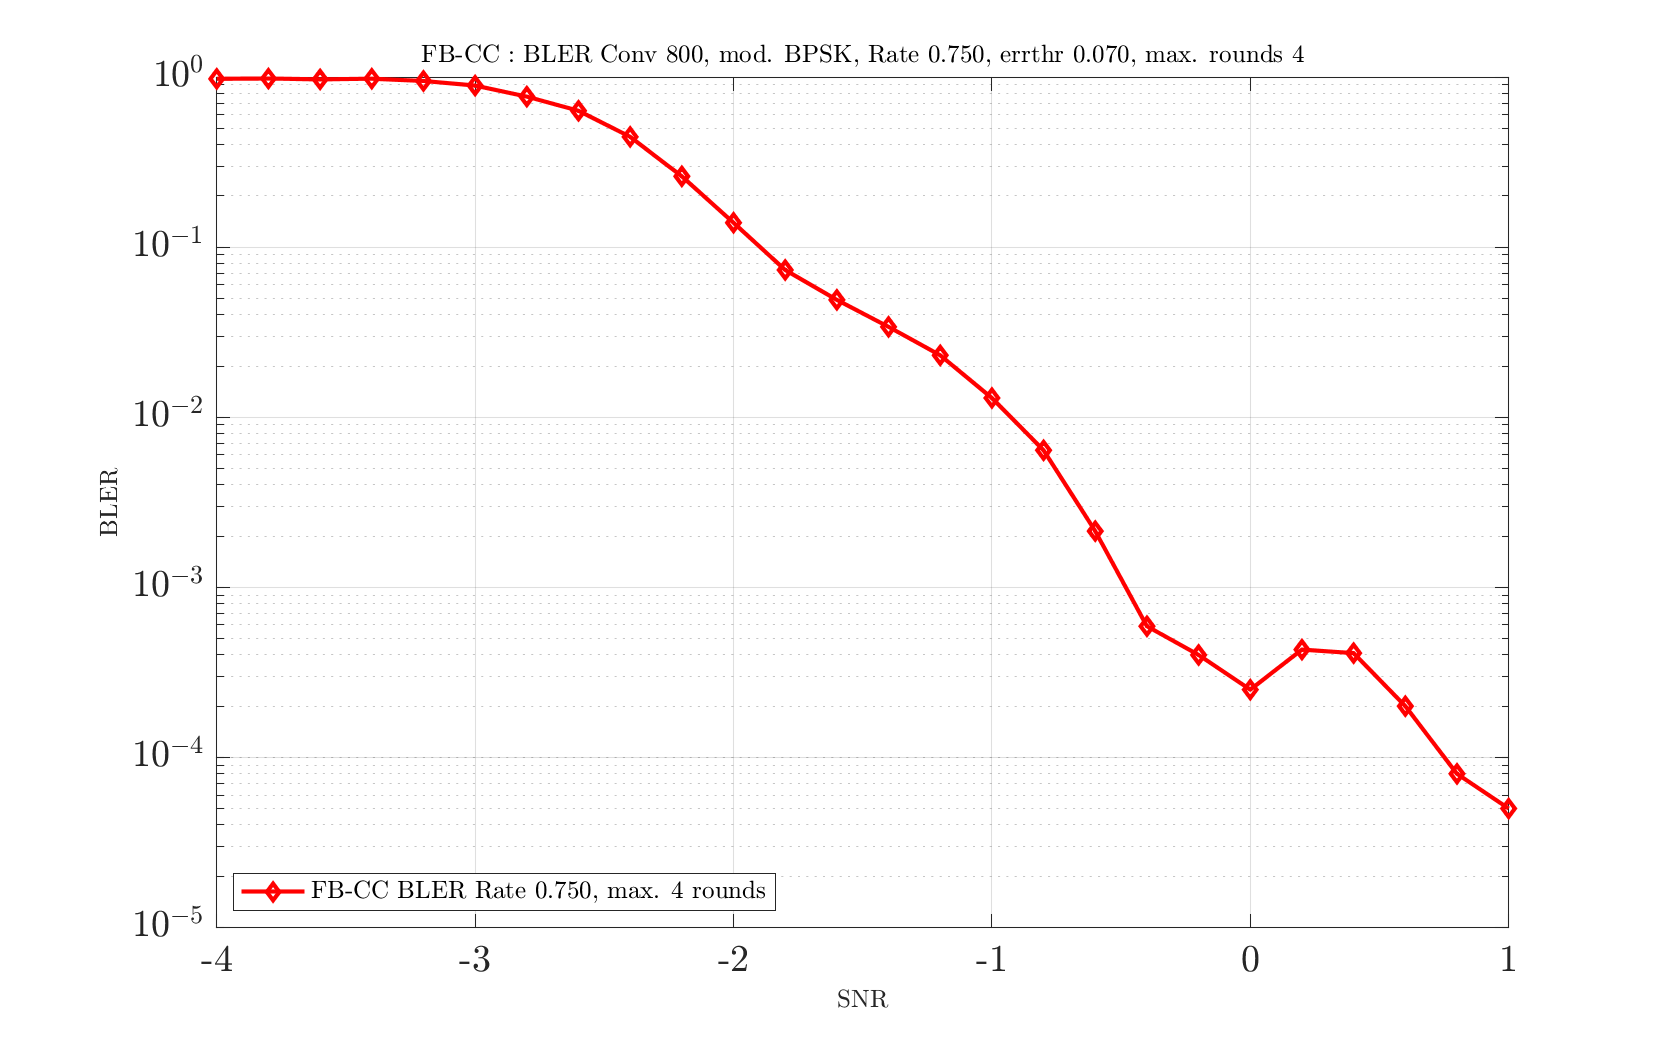 FB-CC : BLER Conv 800, mod. BPSK, Rate 0.750, errthr 0.070, max. rounds 4
10^0
10^-1
10^-2
10^-3
10^-4
10^-5
BLER
FB-CC BLER Rate 0.750, max. 4 rounds
-4 -3 -2 -1 0 1
SNR